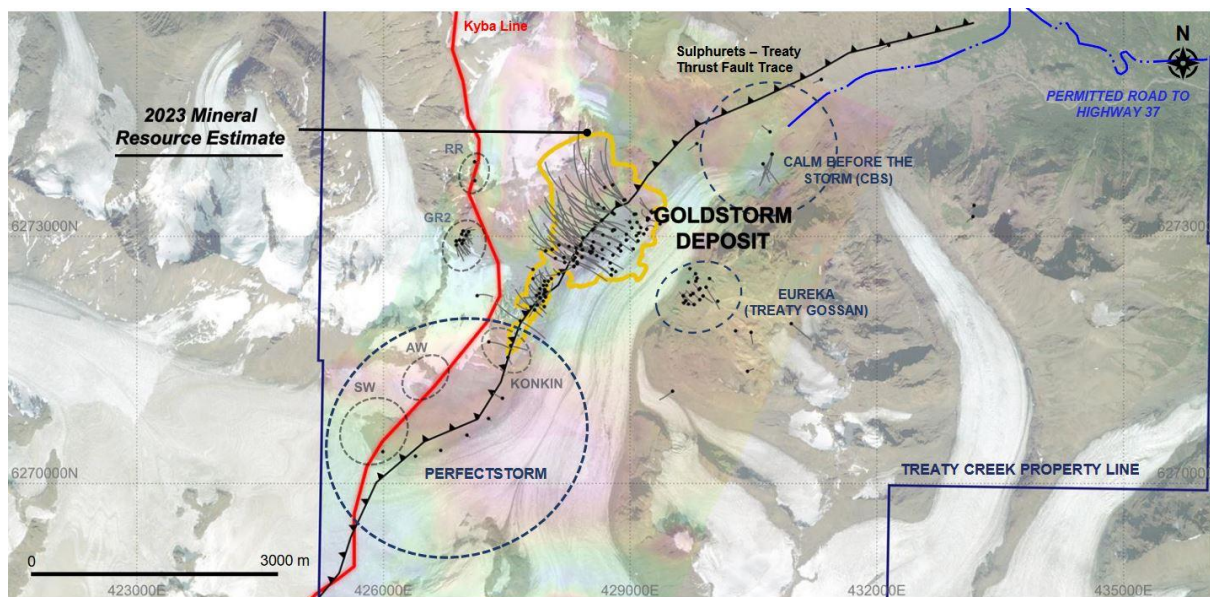 Kyba Line
N
Sulphurets – Treaty
Thrust Fault Trace
PERMITTED ROAD TO
HIGHWAY 37
2023 Mineral
Resource Estimate
RR
CALM BEFORE THE
STORM (CBS)
GR2
GOLDSTORM
DEPOSIT
6273000N
6273000N
EUREKA
(TREATY GOSSAN)
AW
KONKIN
SW
PERFECTSTORM
TREATY CREEK PROPERTY LINE
6270000N
6270000N
0
3000 m
423000E
426000E
429000E
432000E
435000E